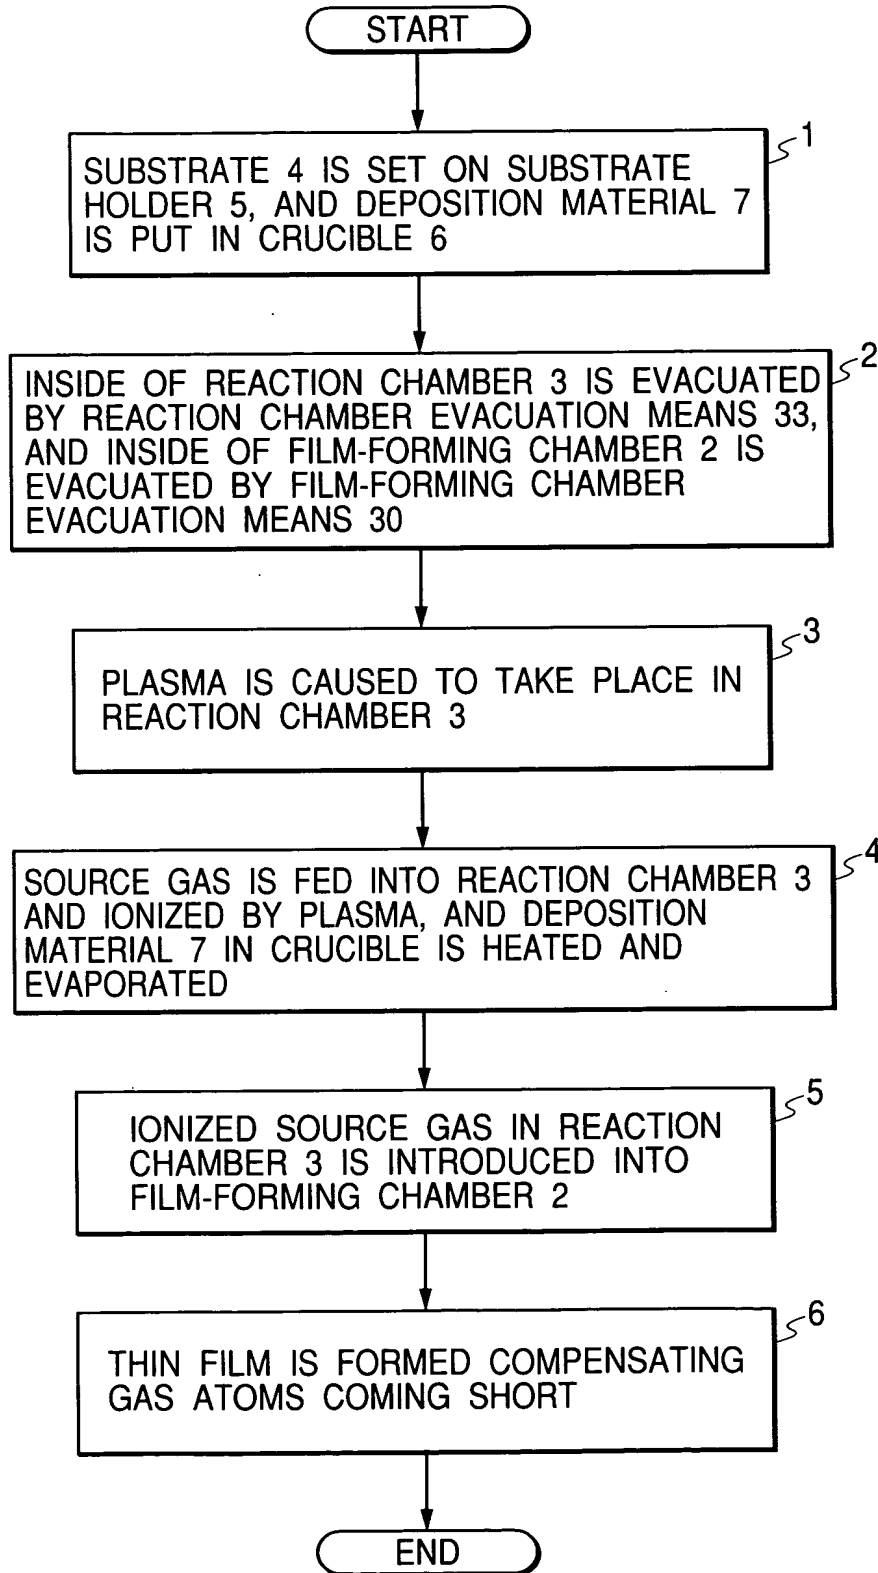 START
1
SUBSTRATE 4 IS SET ON SUBSTRATE
HOLDER 5, AND DEPOSITION MATERIAL 7
IS PUT IN CRUCIBLE 6
2
INSIDE OF REACTION CHAMBER 3 IS EVACUATED
BY REACTION CHAMBER EVACUATION MEANS 33,
AND INSIDE OF FILM-FORMING CHAMBER 2 IS
EVACUATED BY FILM-FORMING CHAMBER
EVACUATION MEANS 30
3
PLASMA IS CAUSED TO TAKE PLACE IN
REACTION CHAMBER 3
4
SOURCE GAS IS FED INTO REACTION CHAMBER 3
AND IONIZED BY PLASMA, AND DEPOSITION
MATERIAL 7 IN CRUCIBLE IS HEATED AND
EVAPORATED
5
IONIZED SOURCE GAS IN REACTION
CHAMBER 3 IS INTRODUCED INTO
FILM-FORMING CHAMBER 2
6
THIN FILM IS FORMED COMPENSATING
GAS ATOMS COMING SHORT
END